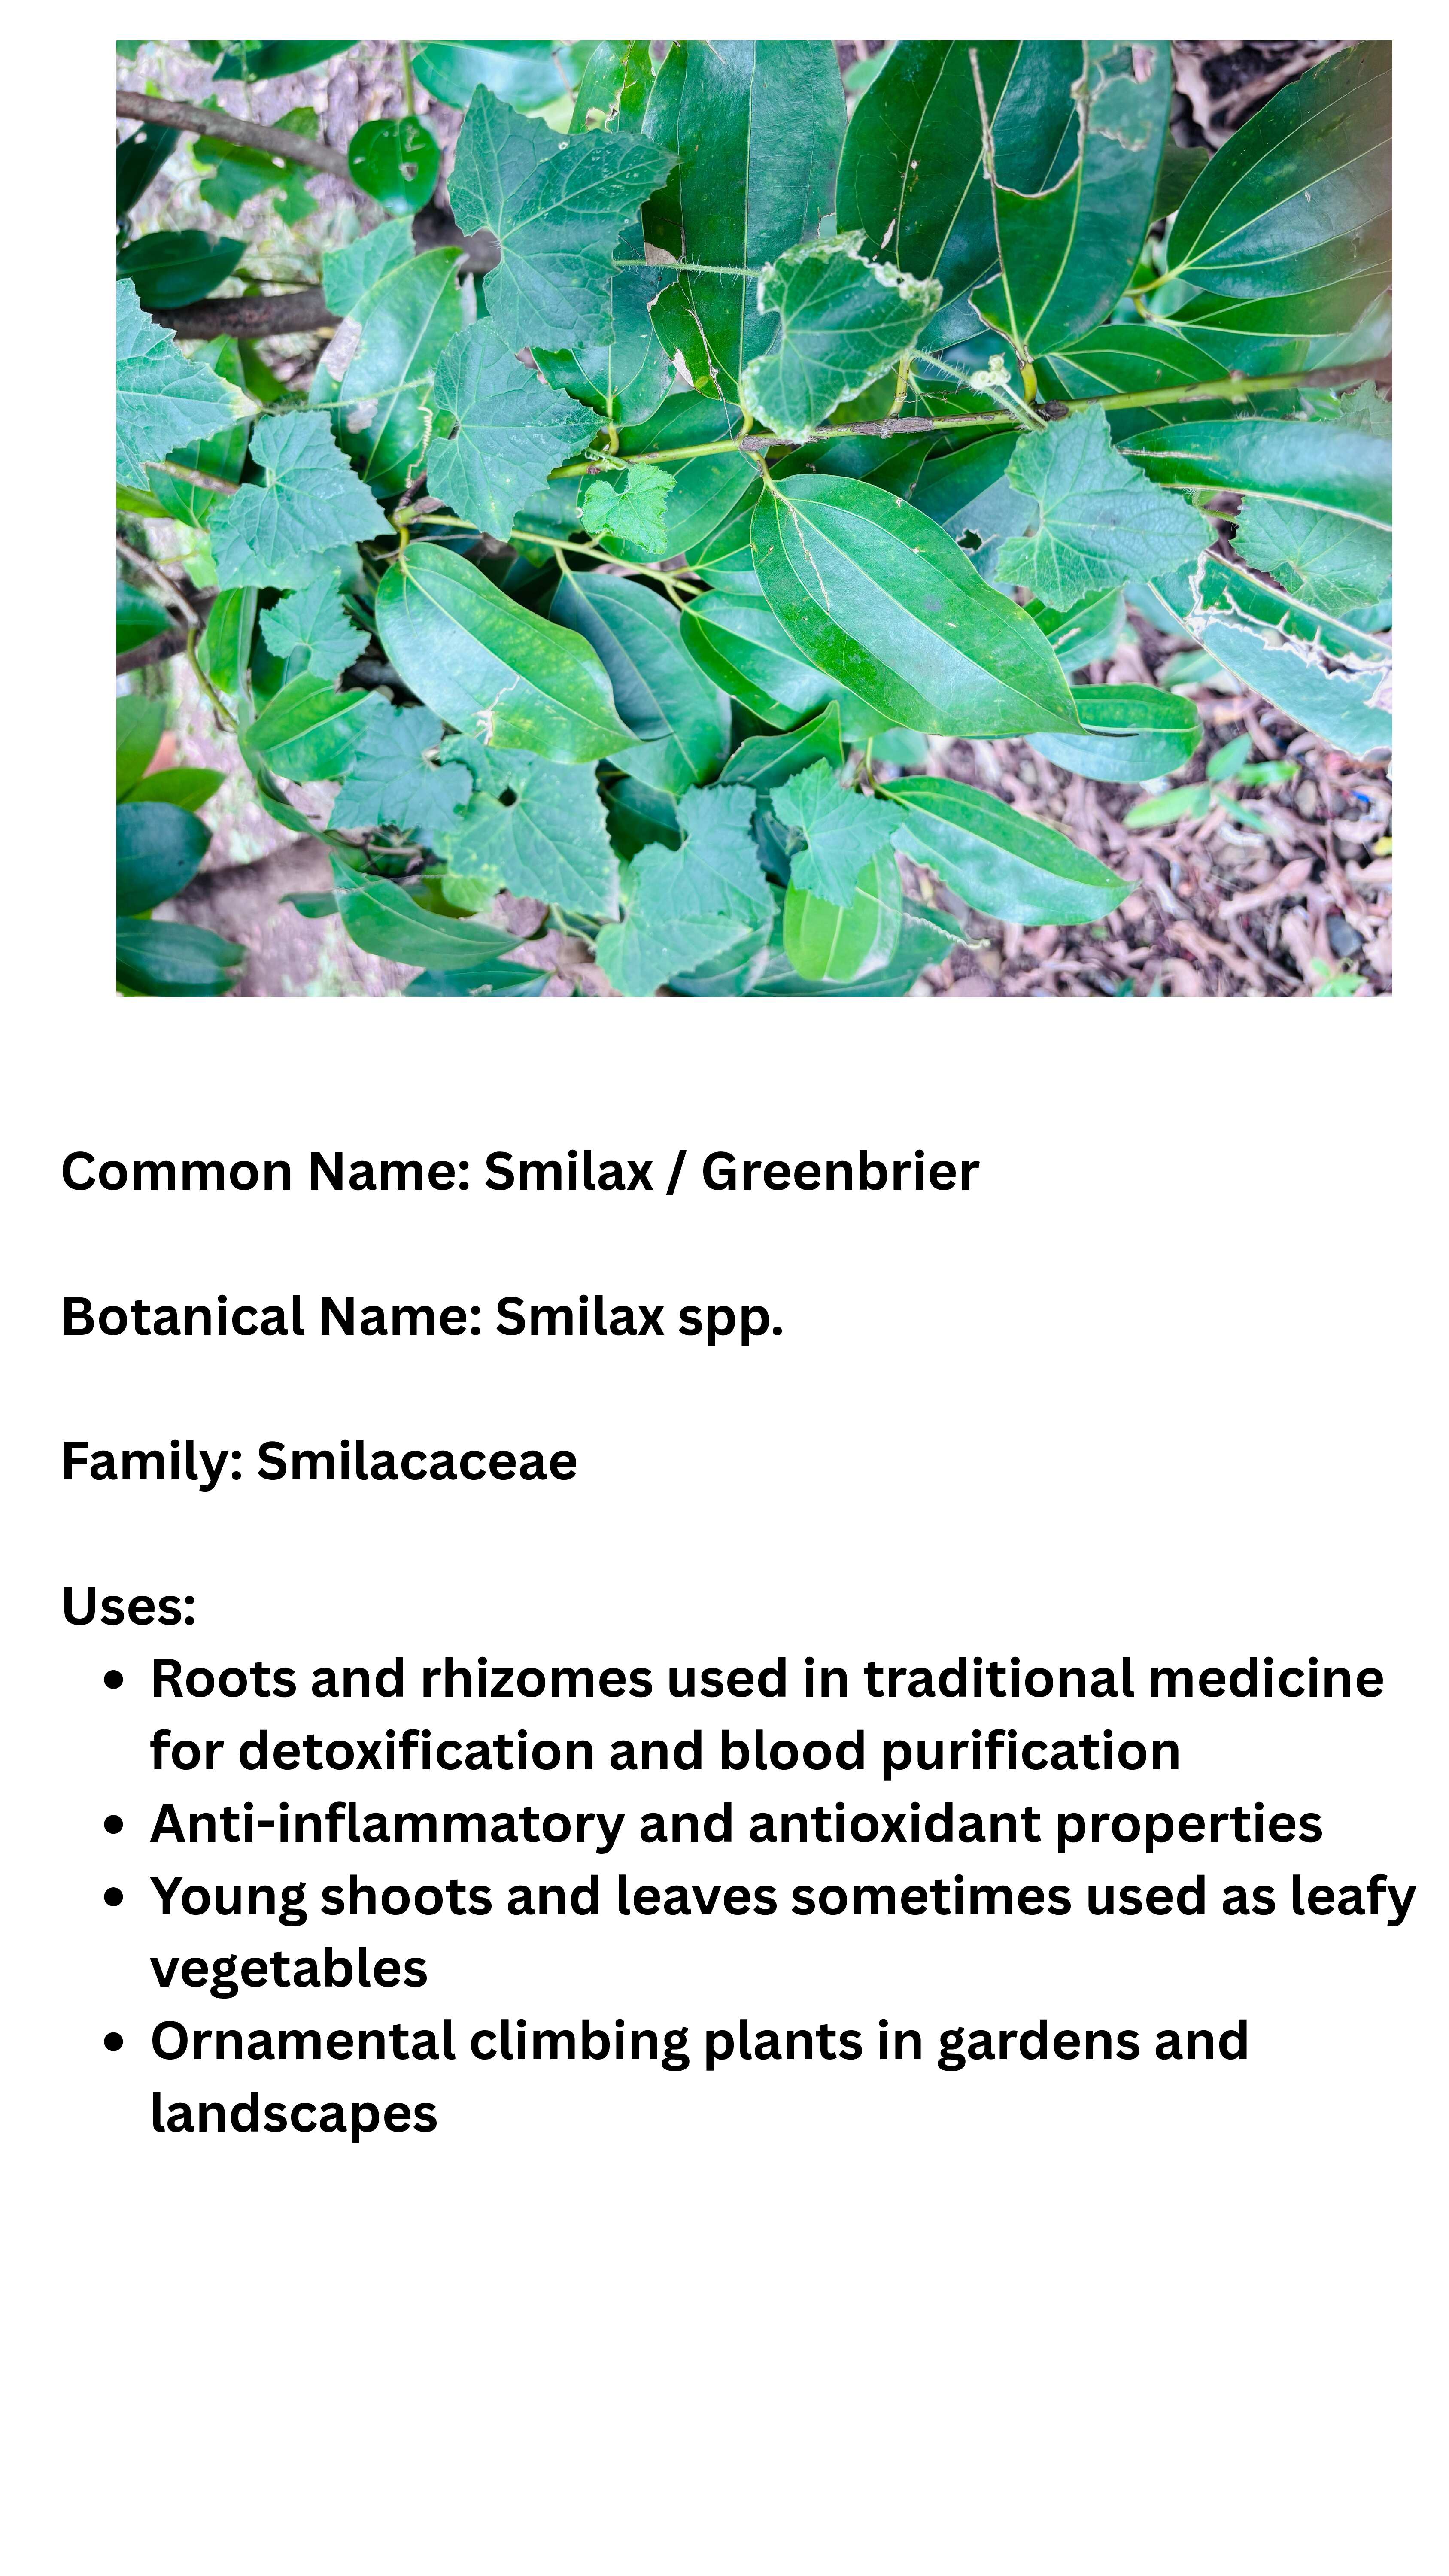 Common Name: Smilax / Greenbrier
Botanical Name: Smilax spp.
Family: Smilacaceae
Uses:
• Roots and rhizomes used in traditional medicine
for detoxification and blood purification
• Anti-inflammatory and antioxidant properties
• Young shoots and leaves sometimes used as leafy
vegetables
• Ornamental climbing plants in gardens and
landscapes